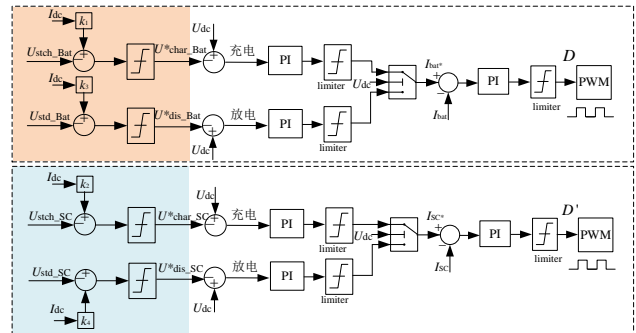 Idc
k1
Udc
Ustch_Bat
U*char_Bat
充电
PI
limiter
Idc
k3
Udc
Ibat*
PI
limiter
D
PWM
Ibat
Ustd_Bat
U*dis_Bat
放电
PI
limiter
Udc
Idc
k2
Udc
Ustch_SC
U*char_SC
充电
PI
limiter
Udc
ISC*
PI
limiter
D'
PWM
ISC
Ustd_SC
U*dis_SC
放电
PI
limiter
Idc
k4
Udc